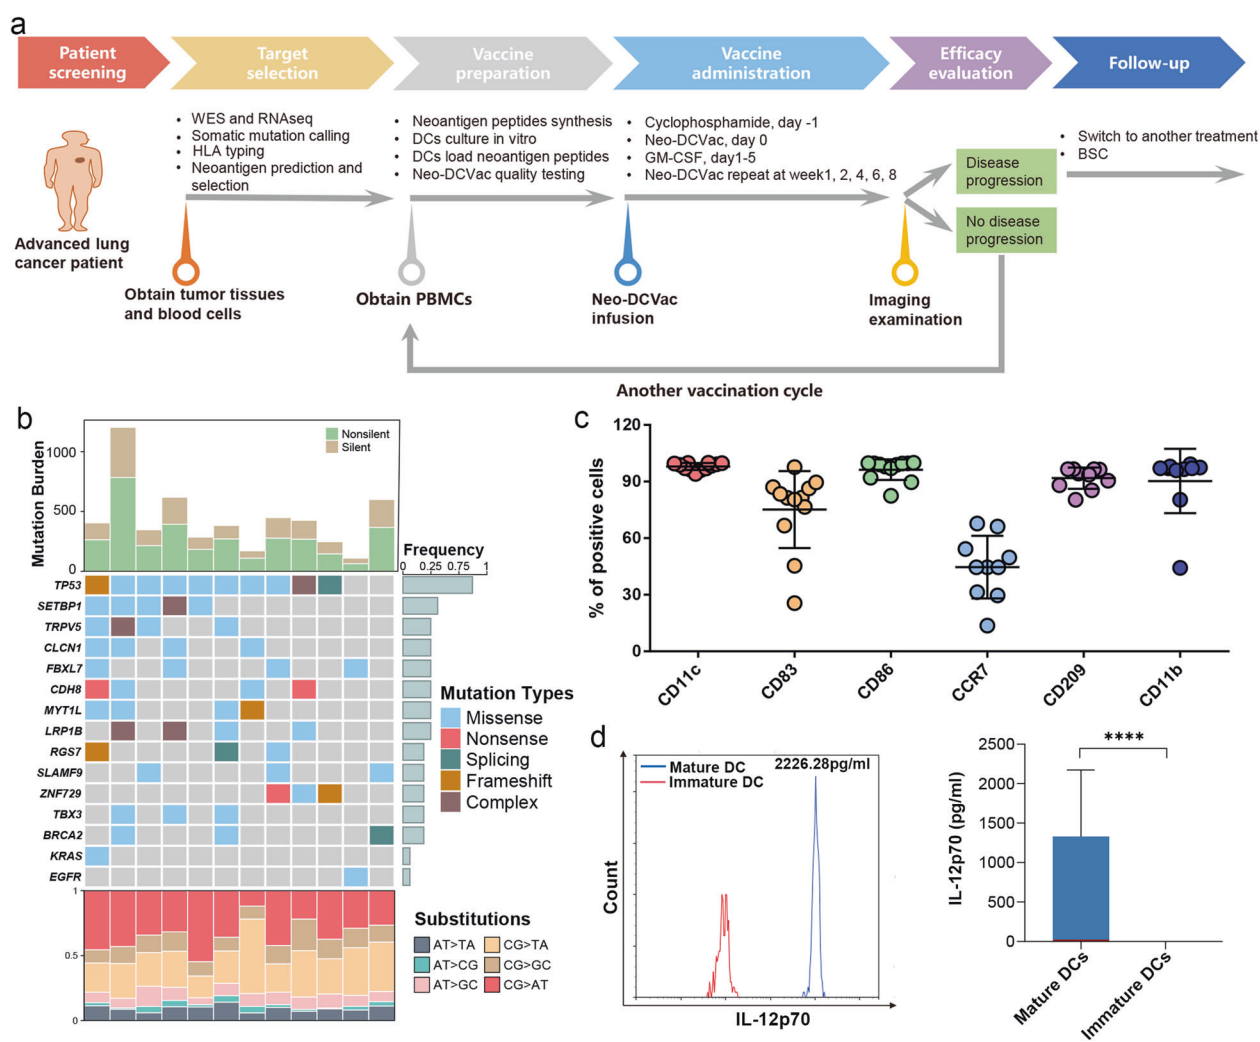 a
Patient
screening
Target
selection
Vaccine
preparation
Vaccine
administration
Efficacy
evaluation
Follow-up
Advanced lung
cancer patient
• WES and RNAseq
• Somatic mutation calling
• HLA typing
• Neoantigen prediction and
selection
• Neoantigen peptides synthesis
• DCs culture in vitro
• DCs load neoantigen peptides
• Neo-DCVac quality testing
• Cyclophosphamide, day -1
• Neo-DCVac, day 0
• GM-CSF, day1-5
• Neo-DCVac repeat at week1, 2, 4, 6, 8
Disease
progression
No disease
progression
• Switch to another treatment
• BSC
Obtain tumor tissues
and blood cells
Obtain PBMCs
Neo-DCVac
infusion
Imaging
examination
Another vaccination cycle
b
Mutation Burden
1000
500
0
Nonsilent
Silent
Frequency
0 0.25 0.75 1
TP53
SETBP1
TRPV5
CLCN1
FBXL7
CDH8
MYT1L
LRP1B
RGS7
SLAMF9
ZNF729
TBX3
BRCA2
KRAS
EGFR
Mutation Types
Missense
Nonsense
Splicing
Frameshift
Complex
1
0.5
0
Substitutions
AT>TA CG>TA
AT>CG CG>GC
AT>GC CG>AT
c
% of positive cells
120
90
60
30
0
CD11c
CD83
CD86
CCR7
CD209
CD11b
d
Mature DC
Immature DC
2226.28pg/ml
Count
IL-12p70
IL-12p70 (pg/ml)
2500
2000
1500
1000
500
0
****
Mature DCs
Immature DCs